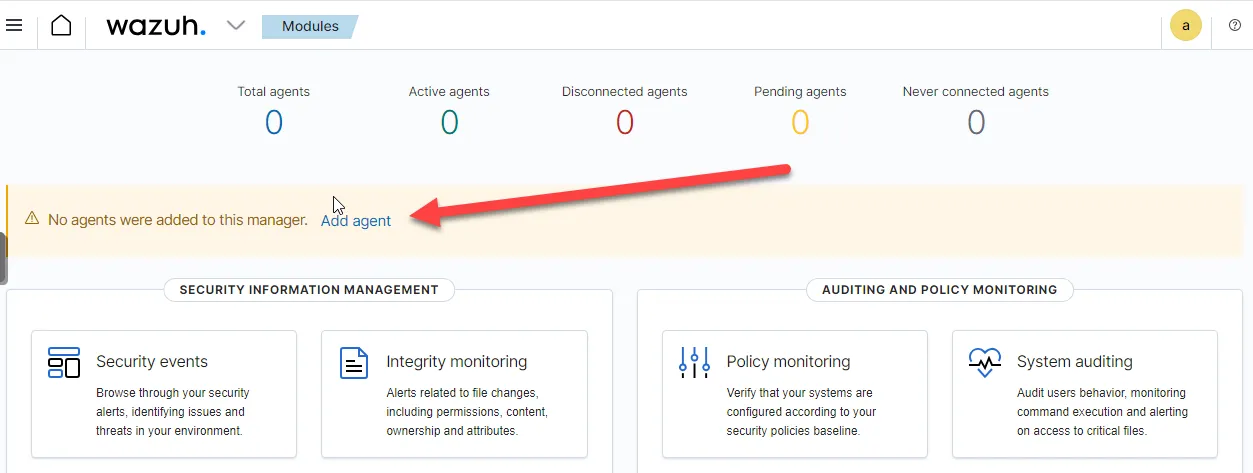 wazuh.
Modules
a
Total agents
Active agents
Disconnected agents
Pending agents
Never connected agents
0
0
0
0
0
No agents were added to this manager. Add agent
SECURITY INFORMATION MANAGEMENT
Security events
Browse through your security
alerts, identifying issues and
threats in your environment.
Integrity monitoring
Alerts related to file changes,
including permissions, content,
ownership and attributes.
AUDITING AND POLICY MONITORING
Policy monitoring
Verify that your systems are
configured according to your
security policies baseline.
System auditing
Audit users behavior, monitoring
command execution and alerting
on access to critical files.